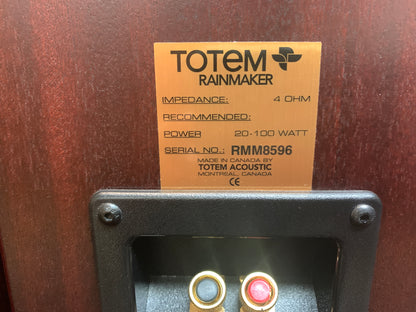 TOTEM
RAINMAKER
IMPEDANCE: 4 OHM
RECOMMENDED:
POWER 20-100 WATT
SERIAL NO.: RMM8596
MADE IN CANADA BY
TOTEM ACOUSTIC
MONTREAL, CANADA
CE